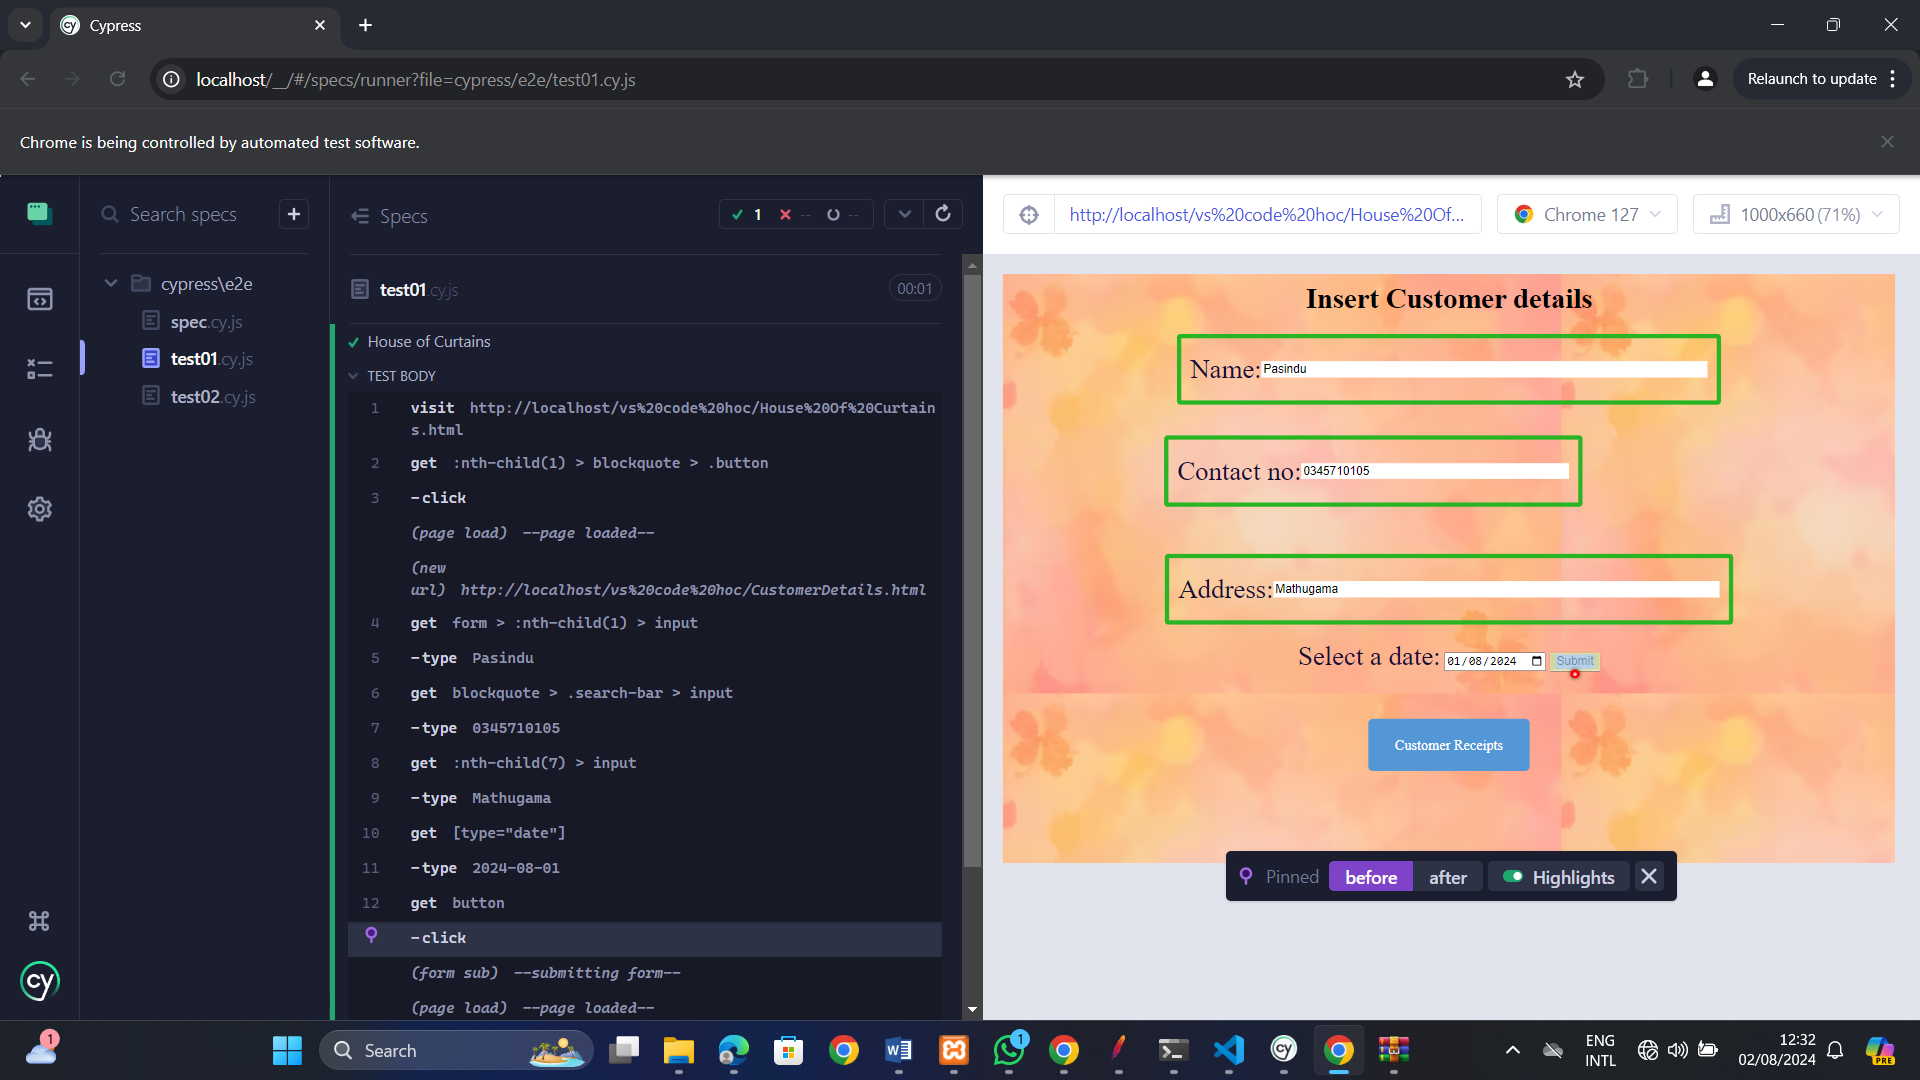 Cypress
localhost/__/#/specs/runner?file=cypress/e2e/test01.cy.js
Relaunch to update
Chrome is being controlled by automated test software.
Search specs
Specs
1
--
--
http://localhost/vs%20code%20hoc/House%20Of...
Chrome 127
1000x660 (71%)
cypress\e2e
spec.cy.js
test01.cy.js
test02.cy.js
test01.cy.js
00:01
House of Curtains
TEST BODY
1 visit http://localhost/vs%20code%20hoc/House%20Of%20Curtain
s.html
2 get :nth-child(1) > blockquote > .button
3 -click
(page load) --page loaded--
(new
url) http://localhost/vs%20code%20hoc/CustomerDetails.html
4 get form > :nth-child(1) > input
5 -type Pasindu
6 get blockquote > .search-bar > input
7 -type 0345710105
8 get :nth-child(7) > input
9 -type Mathugama
10 get [type="date"]
11 -type 2024-08-01
12 get button
-click
(form sub) --submitting form--
(page load) --page loaded--
Insert Customer details
Name: Pasindu
Contact no: 0345710105
Address: Mathugama
Select a date: 01/08/2024 Submit
Customer Receipts
Pinned before after Highlights
cy
1
Search
1
ENG
INTL
12:32
02/08/2024
PRE